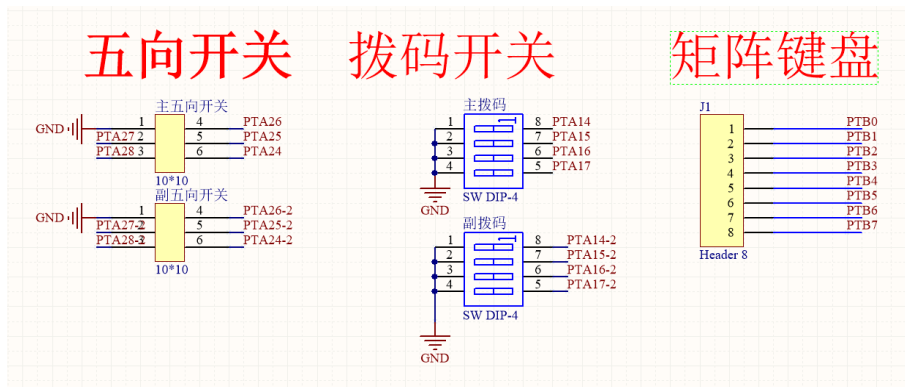 五向开关 拨码开关 矩阵键盘
主五向开关
GND 1 4 PTA26
PTA27 2 5 PTA25
PTA28 3 6 PTA24
10*10
副五向开关
GND 1 4 PTA26-2
PTA27-2 2 5 PTA25-2
PTA28-2 3 6 PTA24-2
10*10
主拨码
1 8 PTA14
2 7 PTA15
3 6 PTA16
4 5 PTA17
SW DIP-4
GND
副拨码
1 8 PTA14-2
2 7 PTA15-2
3 6 PTA16-2
4 5 PTA17-2
SW DIP-4
GND
J1
1 PTB0
2 PTB1
3 PTB2
4 PTB3
5 PTB4
6 PTB5
7 PTB6
8 PTB7
Header 8